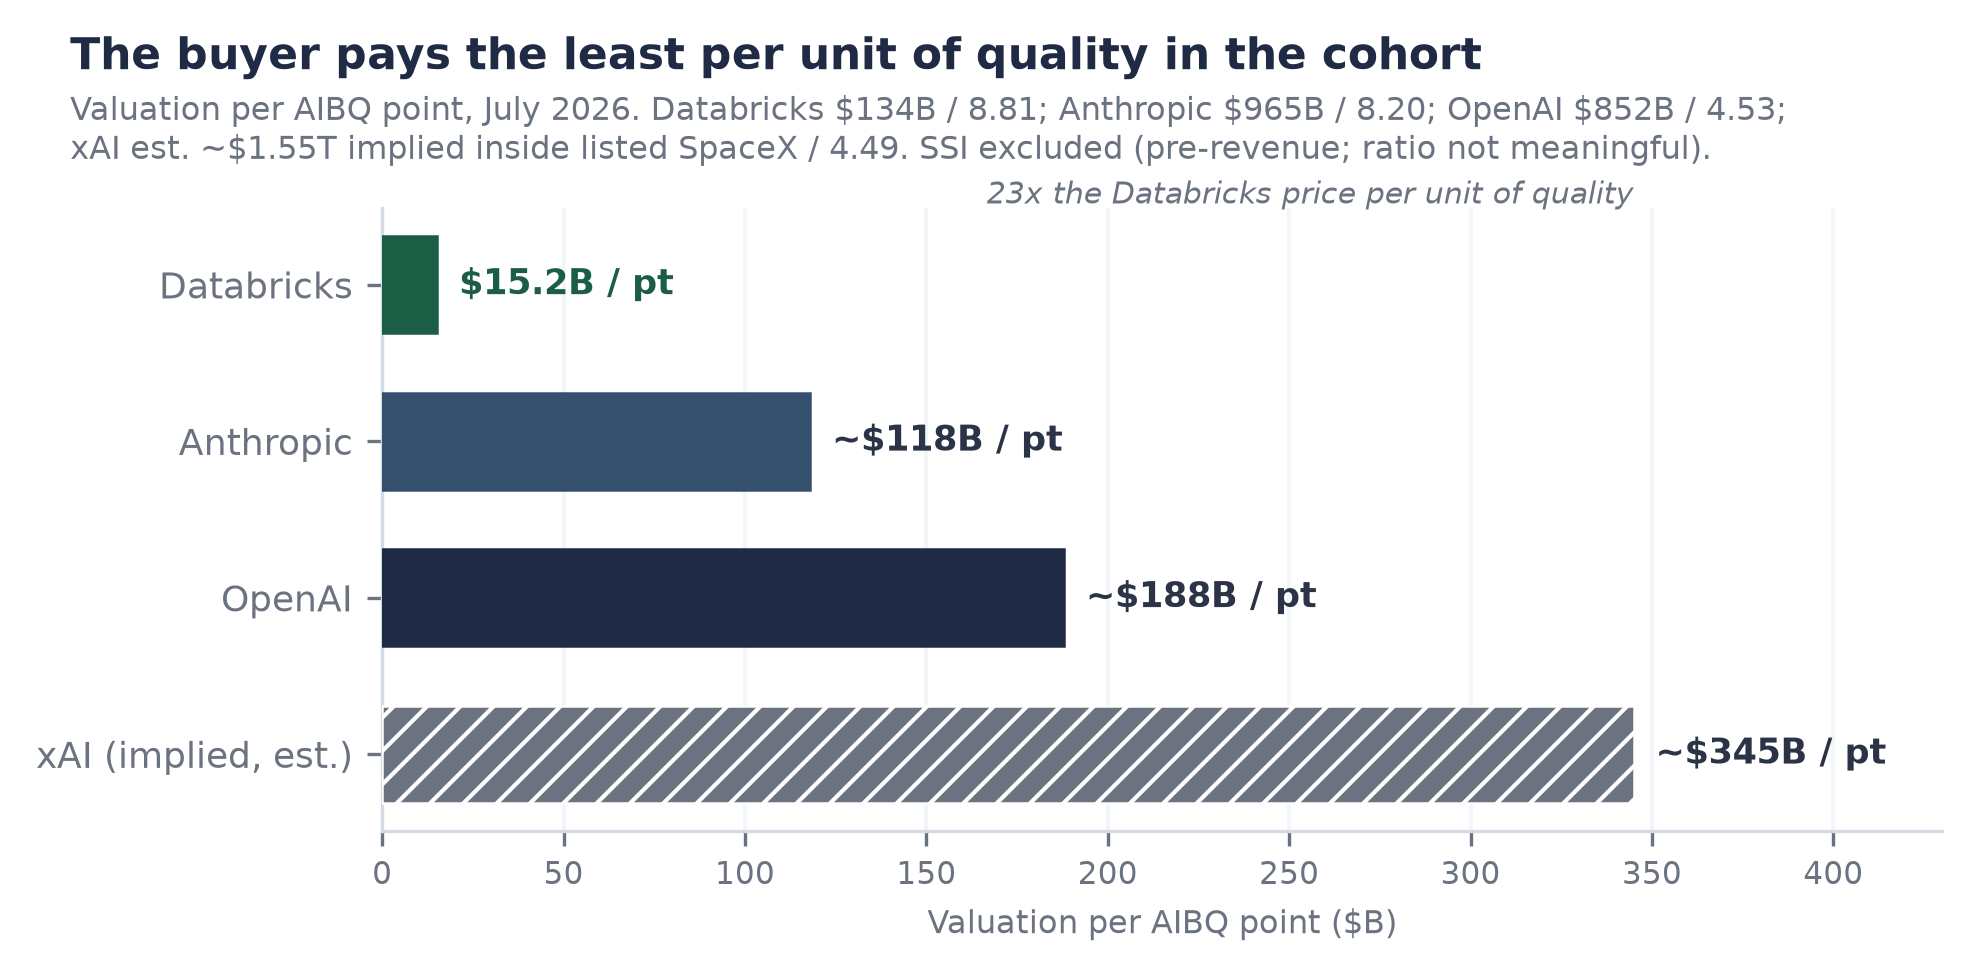 The buyer pays the least per unit of quality in the cohort
Valuation per AIBQ point, July 2026. Databricks $134B / 8.81; Anthropic $965B / 8.20; OpenAI $852B / 4.53;
xAI est. ~$1.55T implied inside listed SpaceX / 4.49. SSI excluded (pre-revenue; ratio not meaningful).
23x the Databricks price per unit of quality
Databricks $15.2B / pt
Anthropic ~$118B / pt
OpenAI ~$188B / pt
xAI (implied, est.) ~$345B / pt
0 50 100 150 200 250 300 350 400
Valuation per AIBQ point ($B)